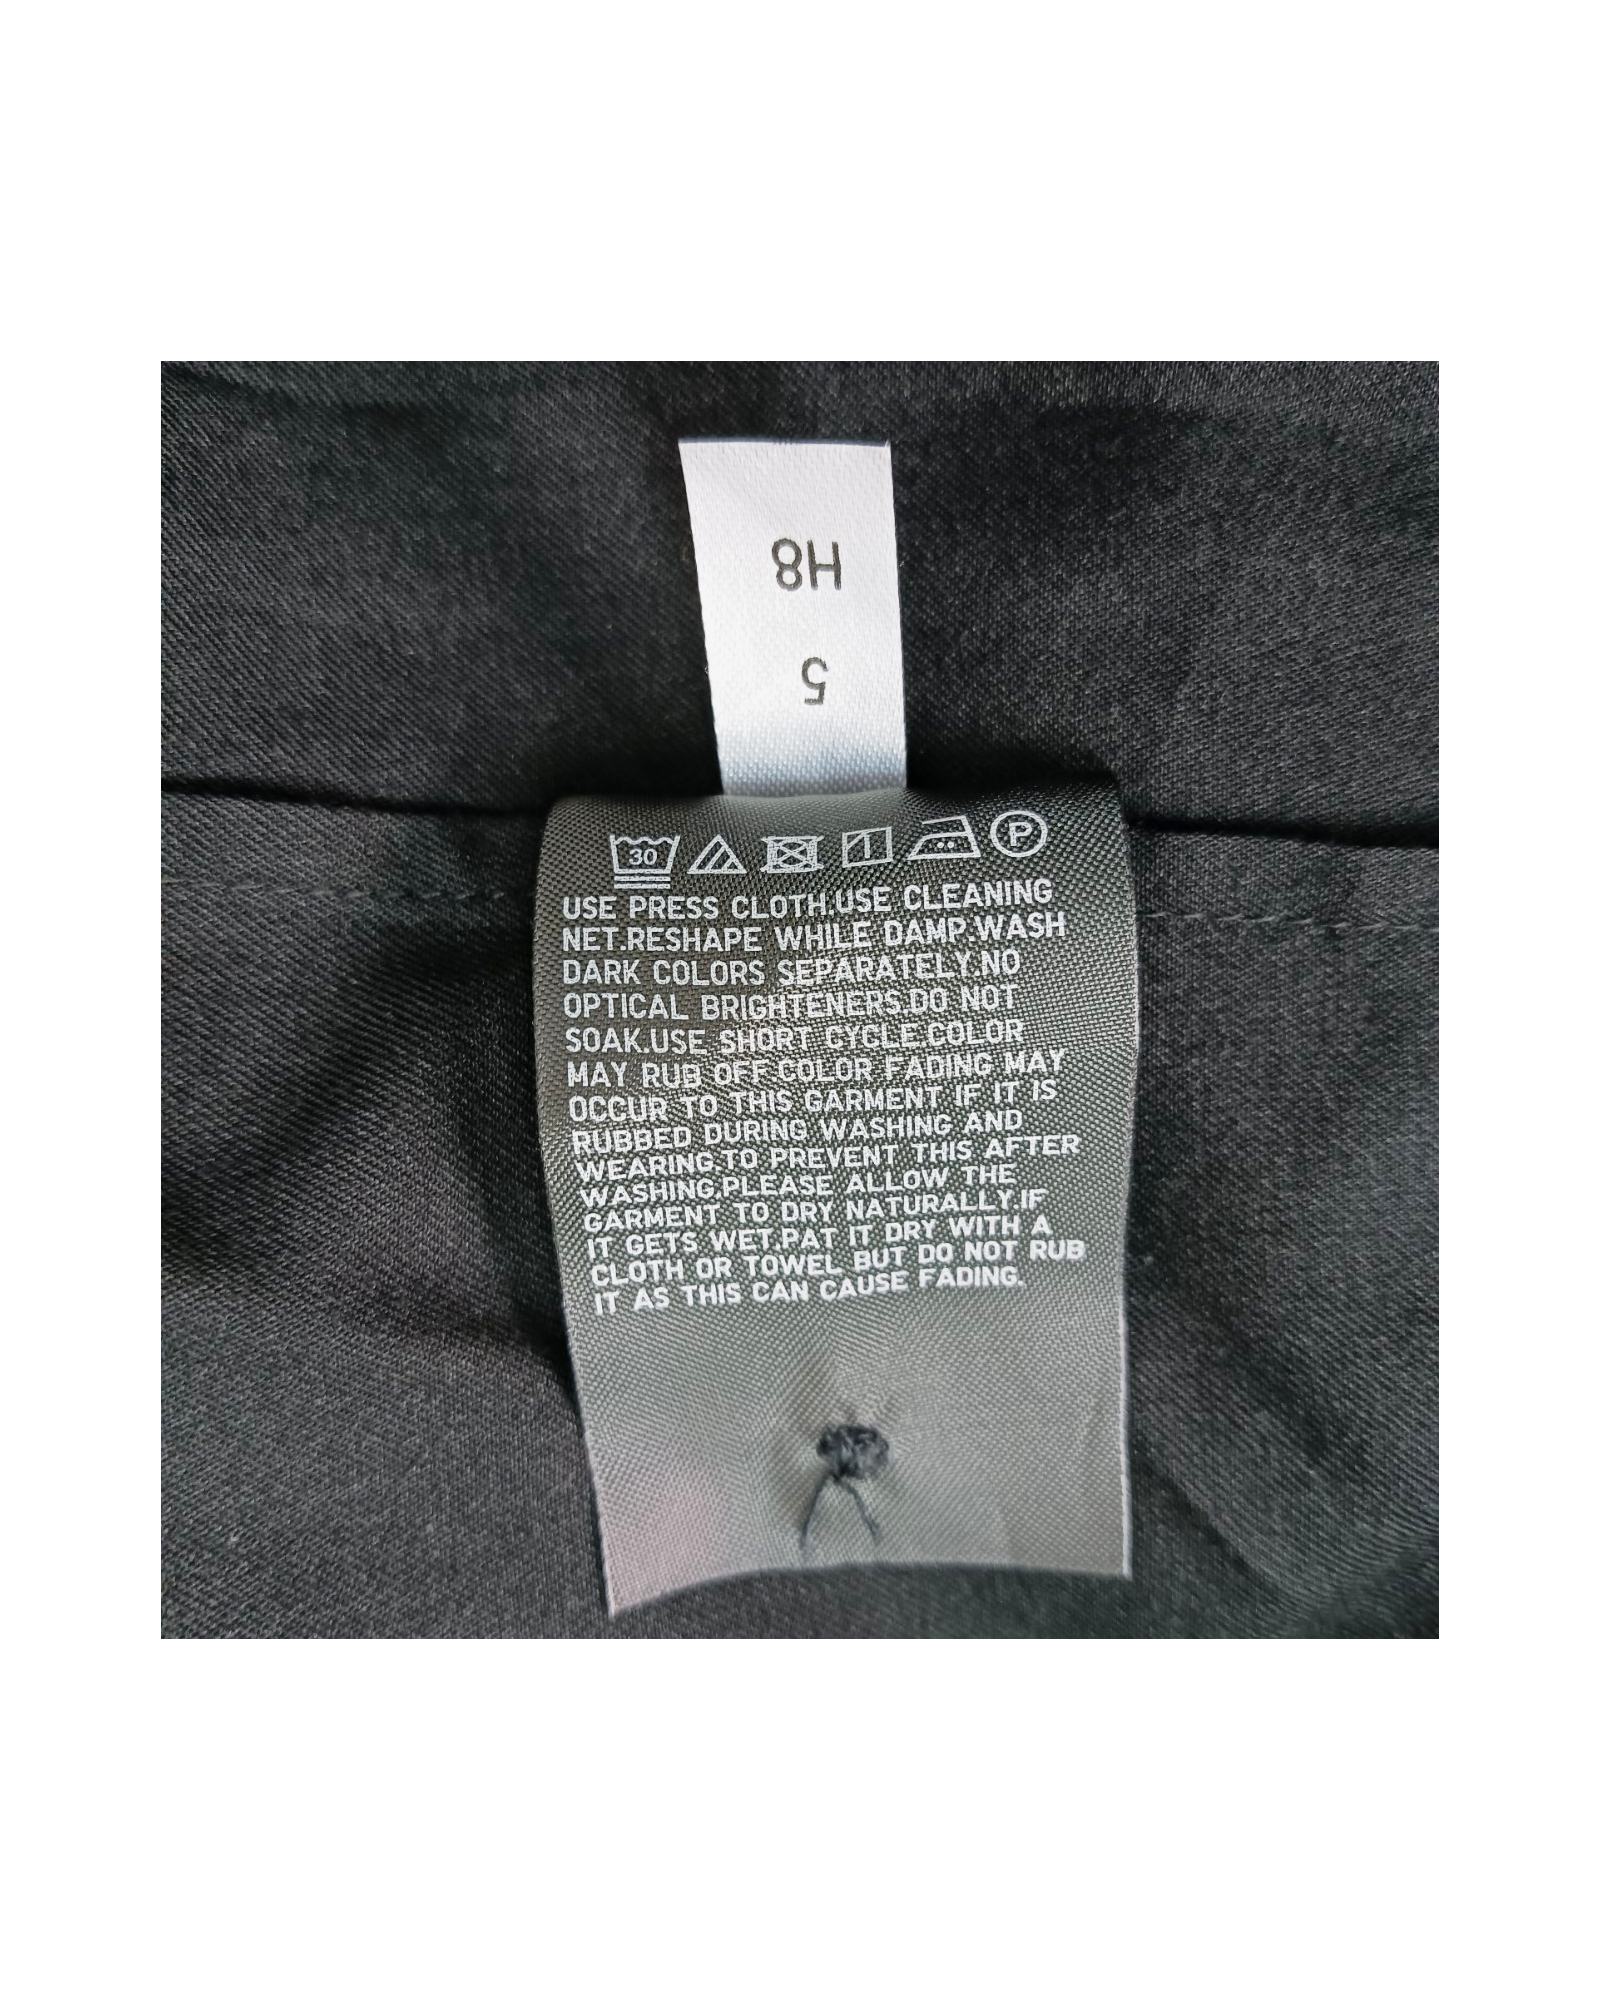 H8
5
30 P
USE PRESS CLOTH.USE CLEANING
NET.RESHAPE WHILE DAMP.WASH
DARK COLORS SEPARATELY.NO
OPTICAL BRIGHTENERS.DO NOT
SOAK.USE SHORT CYCLE.COLOR
MAY RUB OFF.COLOR FADING MAY
OCCUR TO THIS GARMENT IF IT IS
RUBBED DURING WASHING AND
WEARING.TO PREVENT THIS AFTER
WASHING,PLEASE ALLOW THE
GARMENT TO DRY NATURALLY.IF
IT GETS WET.PAT IT DRY WITH A
CLOTH OR TOWEL BUT DO NOT RUB
IT AS THIS CAN CAUSE FADING.